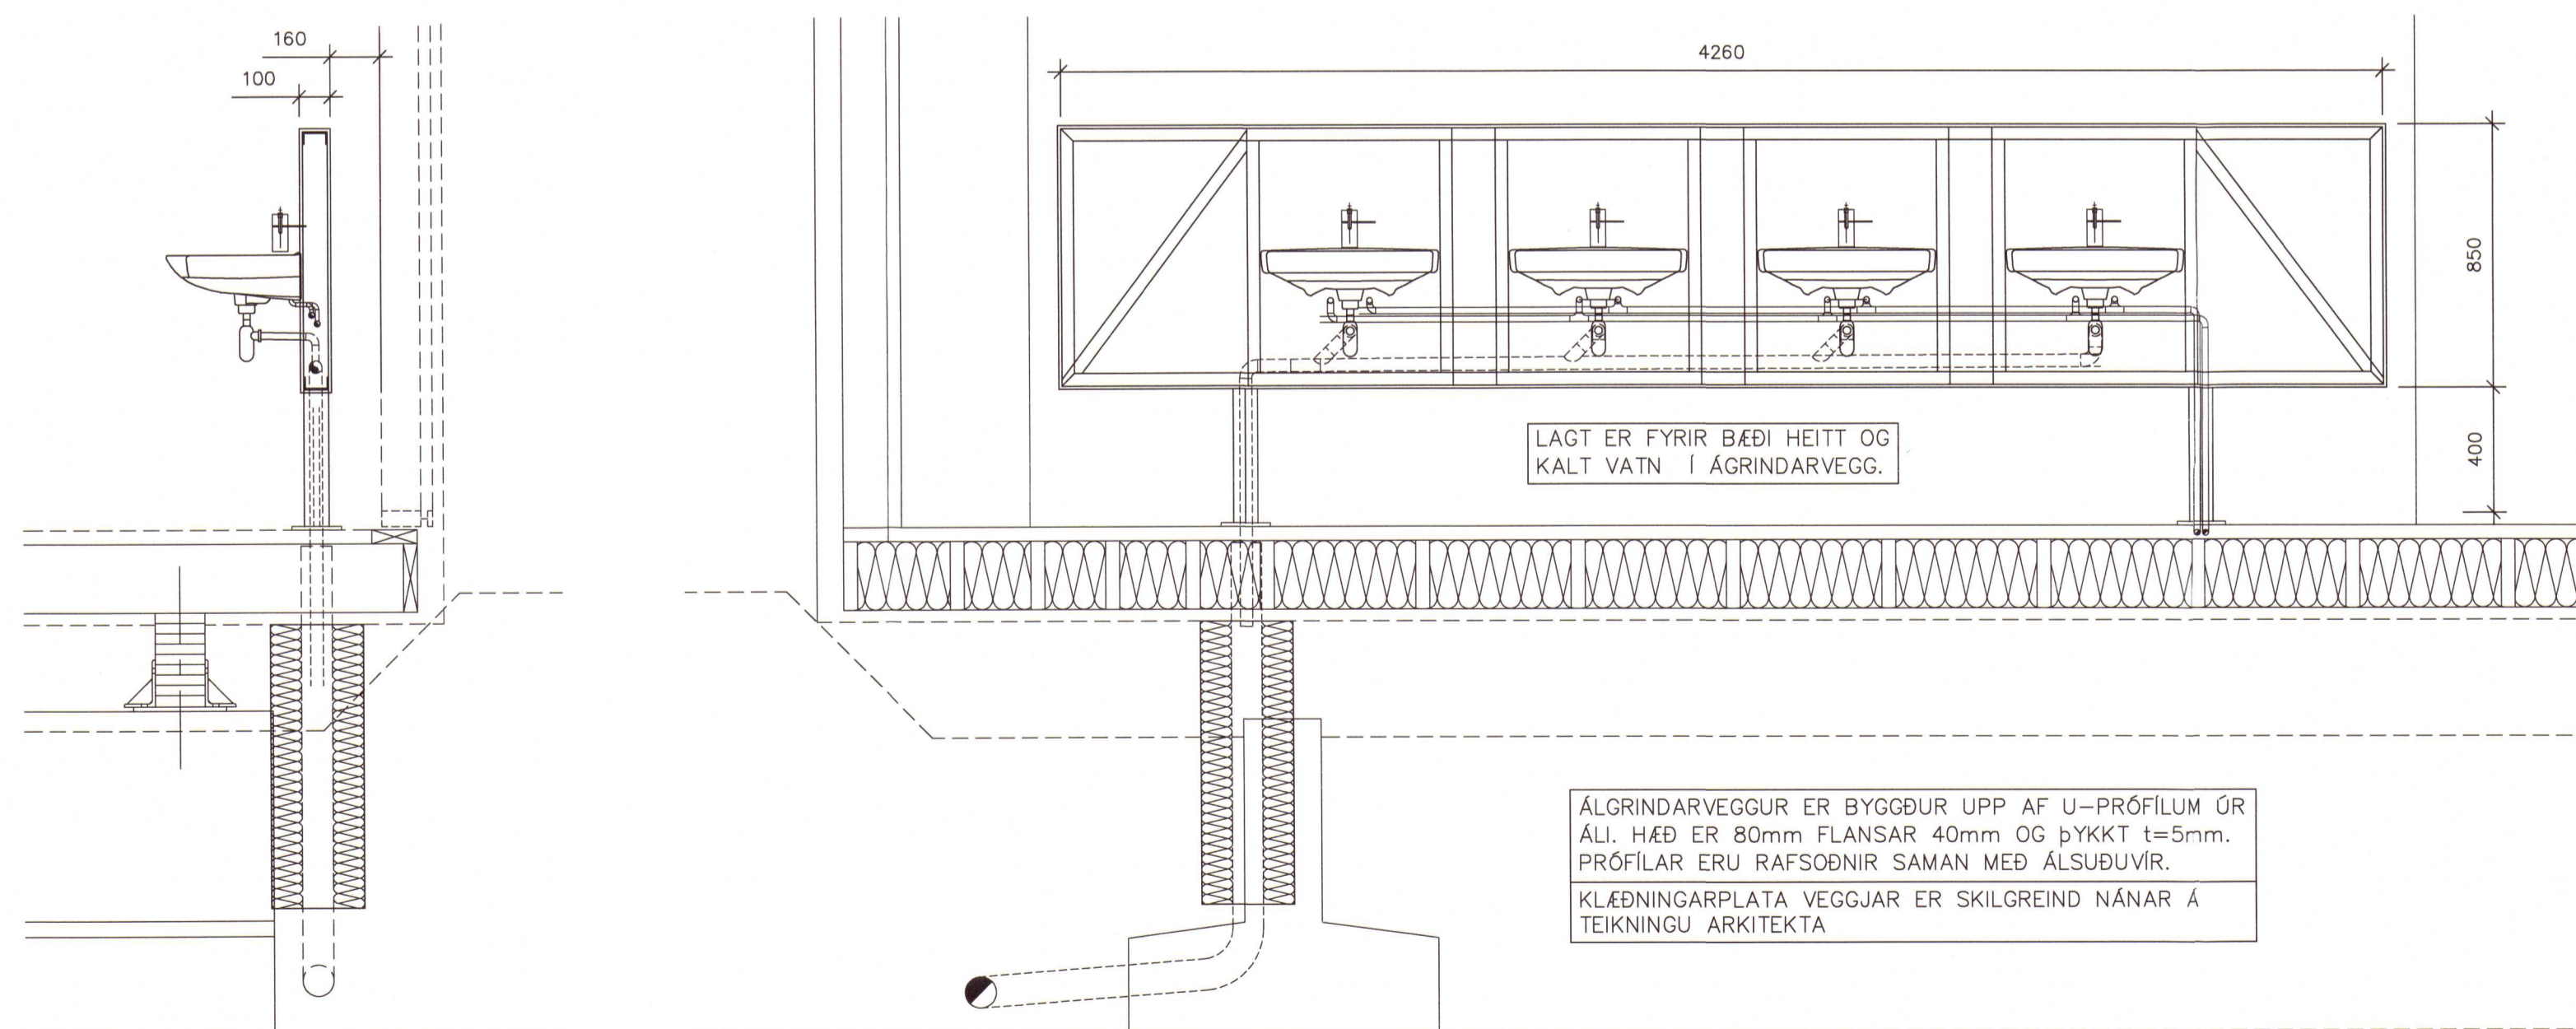 160
100
4260
850
400
LAGT ER FYRIR BÆÐI HEITT OG
KALT VATN Í ÁGRINDARVEGG.
ÁLGRINDARVEGGUR ER BYGGÐUR UPP AF U-PRÓFÍLUM ÚR
ÁLI. HÆÐ ER 80mm FLANSAR 40mm OG þYKKT t=5mm.
PRÓFÍLAR ERU RAFSOÐNIR SAMAN MEÐ ÁLSUÐUVÍR.
KLÆÐNINGARPLATA VEGGJAR ER SKILGREIND NÁNAR Á
TEIKNINGU ARKITEKTA